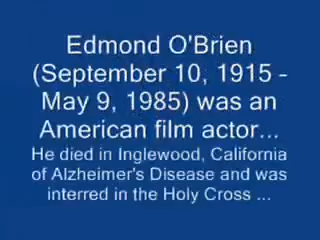 Edmond O'Brien
(September 10, 1915 -
May 9, 1985) was an
American film actor...
He died in Inglewood, California
of Alzheimer's Disease and was
interred in the Holy Cross ...